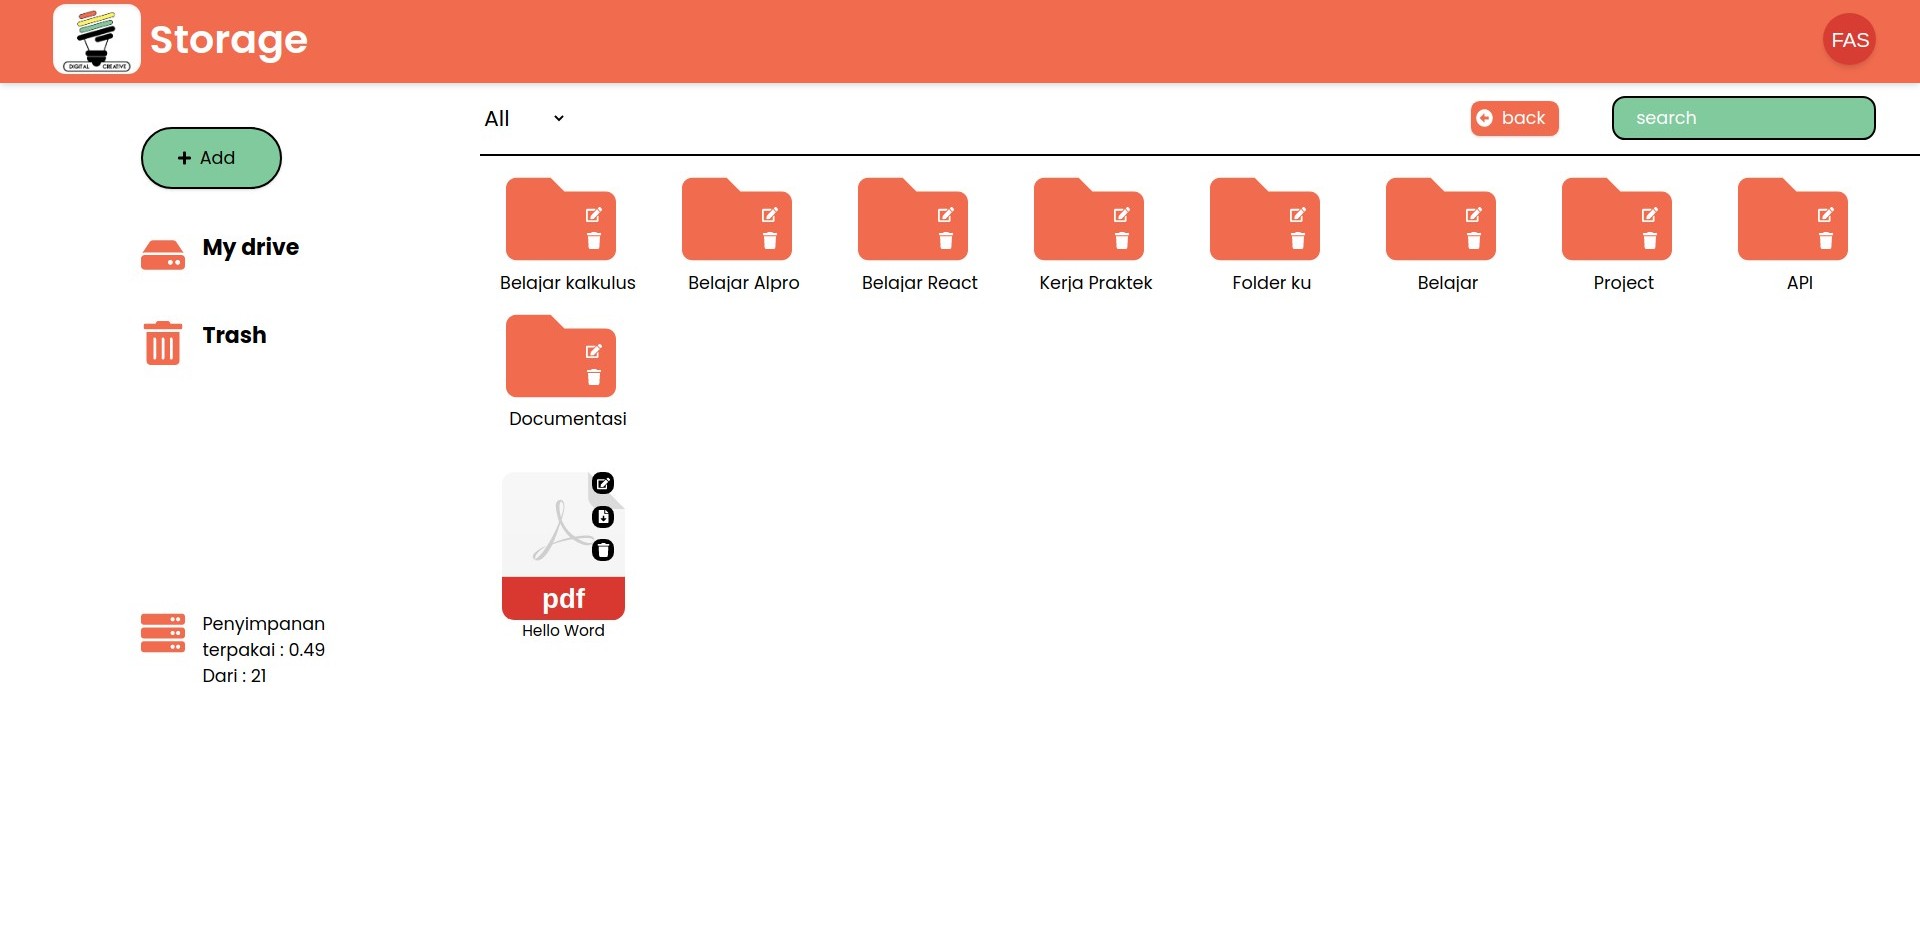 DIGITAL CREATIVE
Storage
FAS
All
back
search
Add
My drive
Trash
Belajar kalkulus
Belajar Alpro
Belajar React
Kerja Praktek
Folder ku
Belajar
Project
API
Documentasi
pdf
Hello Word
Penyimpanan
terpakai : 0.49
Dari : 21